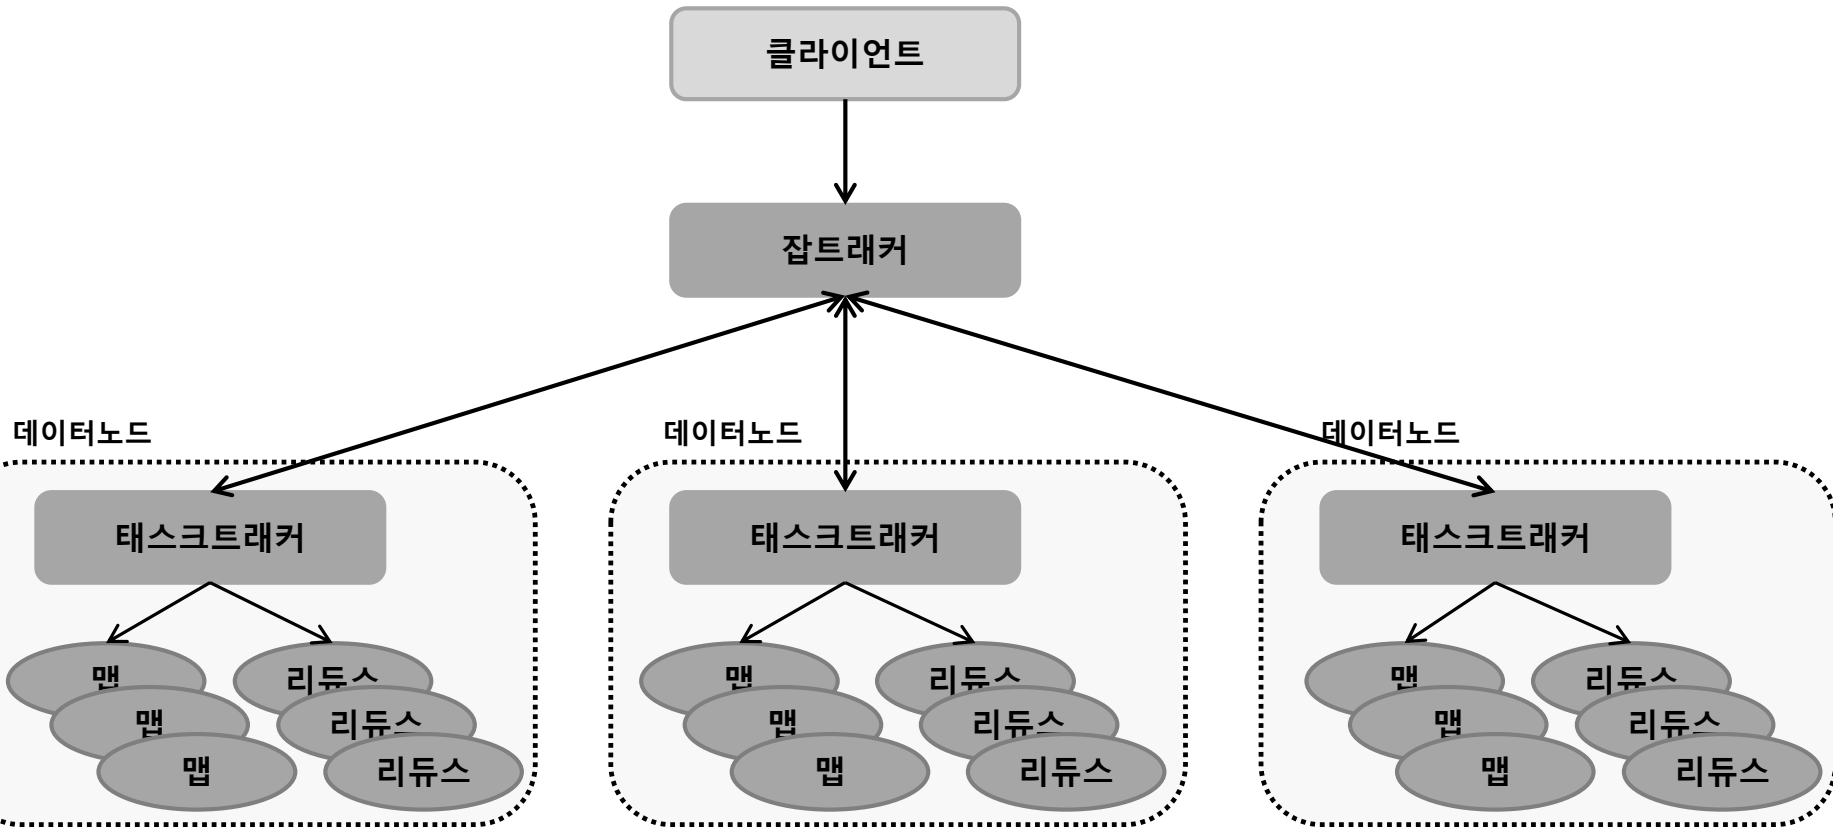 클라이언트
잡트래커
데이터노드
데이터노드
데이터노드
태스크트래커
태스크트래커
태스크트래커
맵
리듀스
맵
리듀스
맵
리듀스
맵
리듀스
맵
리듀스
맵
리듀스
맵
리듀스
맵
리듀스
맵
리듀스